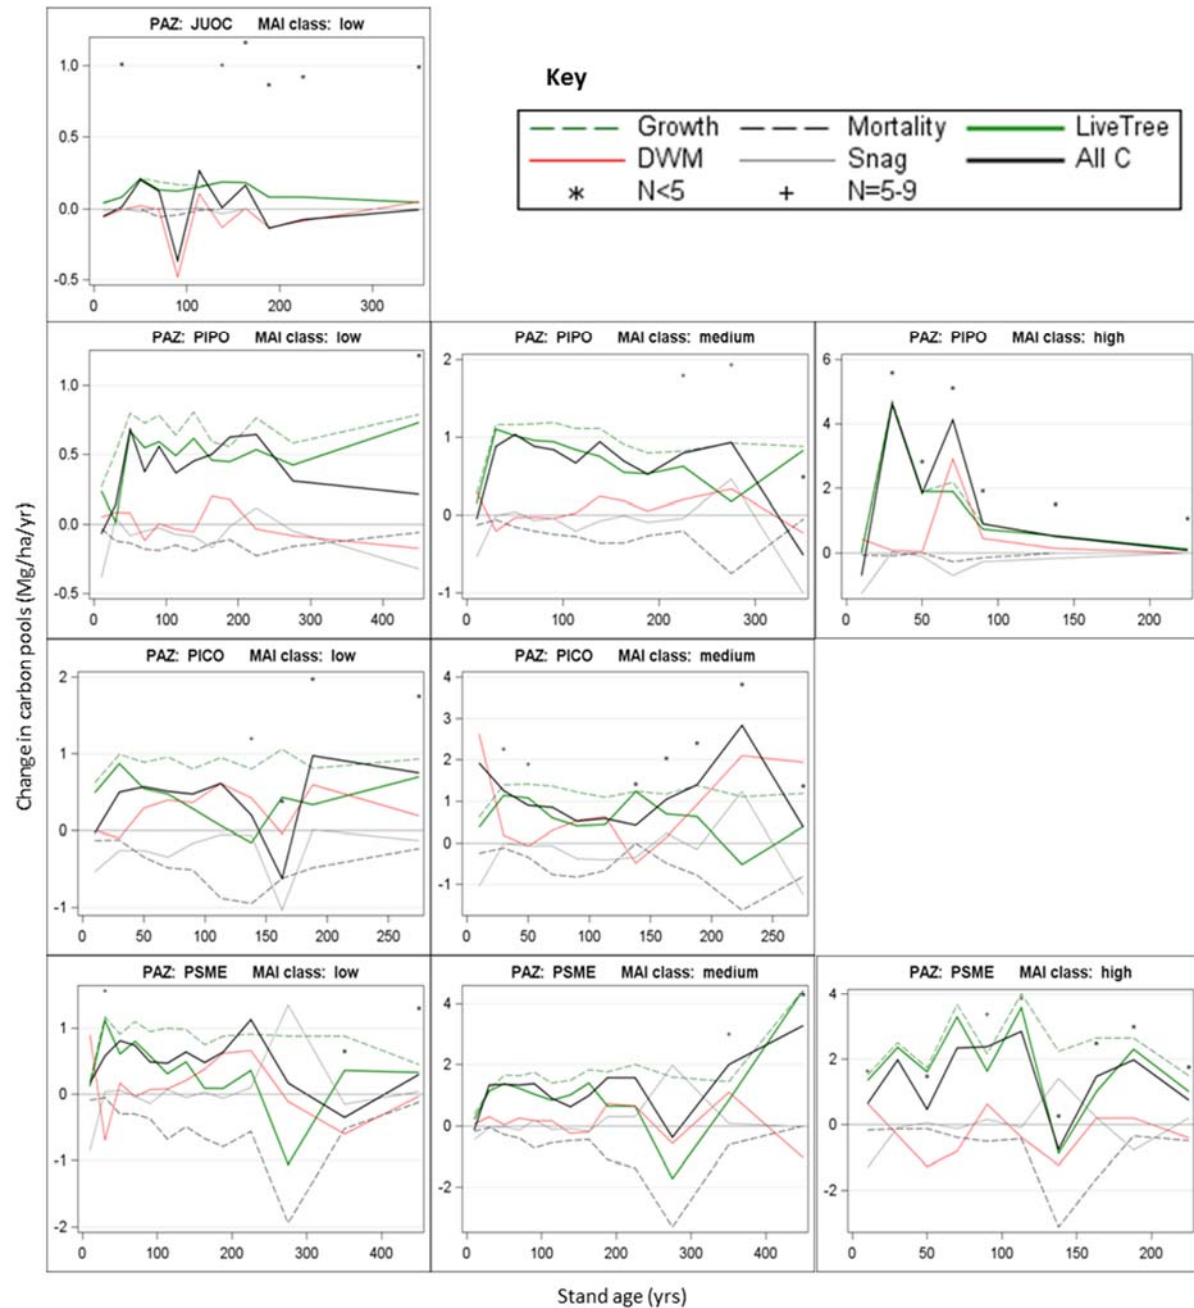 PAZ: JUOC MAI class: low
1.0
0.5
0.0
-0.5
0 100 200 300
Key
Growth Mortality LiveTree
DWM Snag All C
* N<5 + N=5-9
PAZ: PIPO MAI class: low
1.0
0.5
0.0
-0.5
0 100 200 300 400
PAZ: PIPO MAI class: medium
2
1
0
-1
0 100 200 300
PAZ: PIPO MAI class: high
6
4
2
0
0 50 100 150 200
Change in carbon pools (Mg/ha/yr)
PAZ: PICO MAI class: low
2
1
0
-1
0 50 100 150 200 250
PAZ: PICO MAI class: medium
4
3
2
1
0
-1
0 50 100 150 200 250
PAZ: PSME MAI class: low
1
0
-1
-2
0 100 200 300 400
PAZ: PSME MAI class: medium
4
2
0
-2
0 100 200 300 400
PAZ: PSME MAI class: high
4
2
0
-2
0 50 100 150 200
Stand age (yrs)